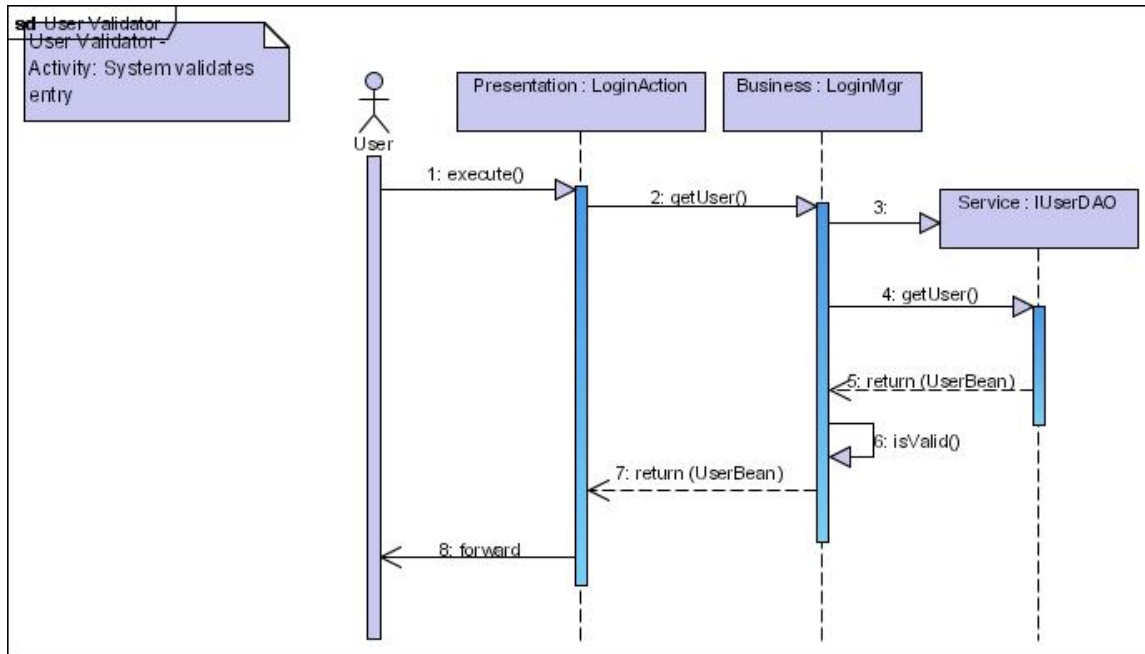 sd User Validator
User Validator -
Activity: System validates
entry
User
Presentation : LoginAction
Business : LoginMgr
Service : IUserDAO
1: execute()
2: getUser()
3:
4: getUser()
5: return (UserBean)
6: isValid()
7: return (UserBean)
8: forward